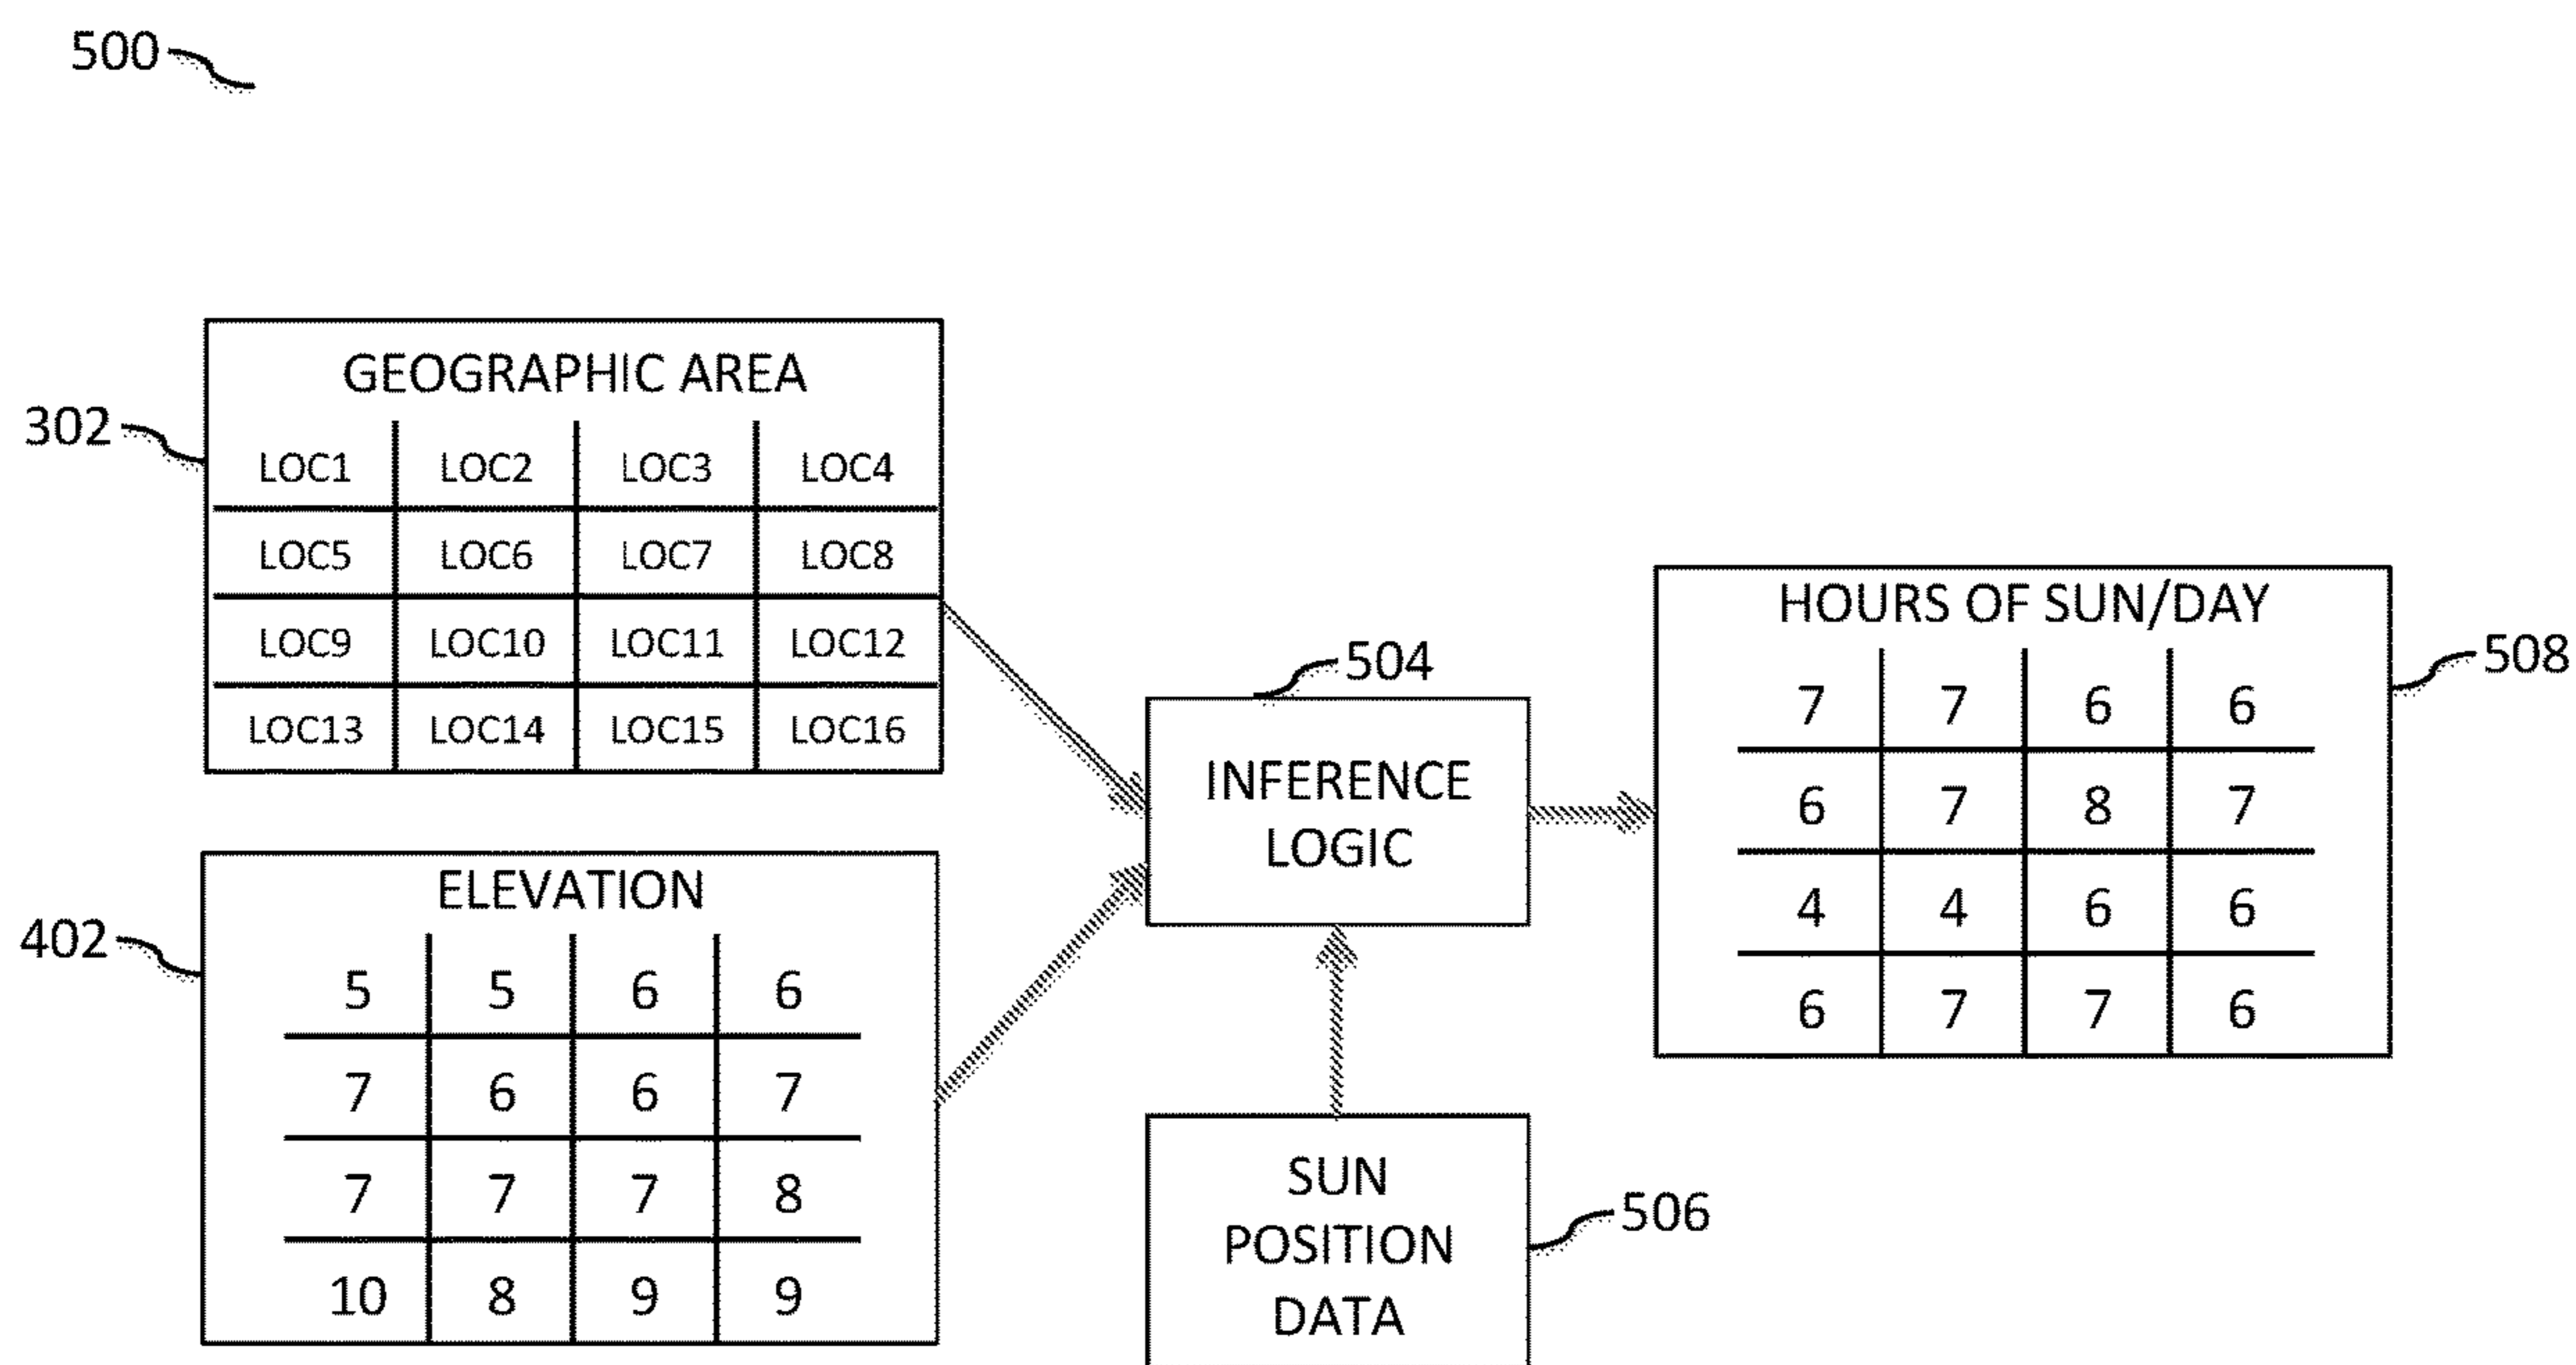 500
302
GEOGRAPHIC AREA
LOC1 LOC2 LOC3 LOC4
LOC5 LOC6 LOC7 LOC8
LOC9 LOC10 LOC11 LOC12
LOC13 LOC14 LOC15 LOC16
402
ELEVATION
5 5 6 6
7 6 6 7
7 7 7 8
10 8 9 9
504
INFERENCE
LOGIC
506
SUN
POSITION
DATA
508
HOURS OF SUN/DAY
7 7 6 6
6 7 8 7
4 4 6 6
6 7 7 6